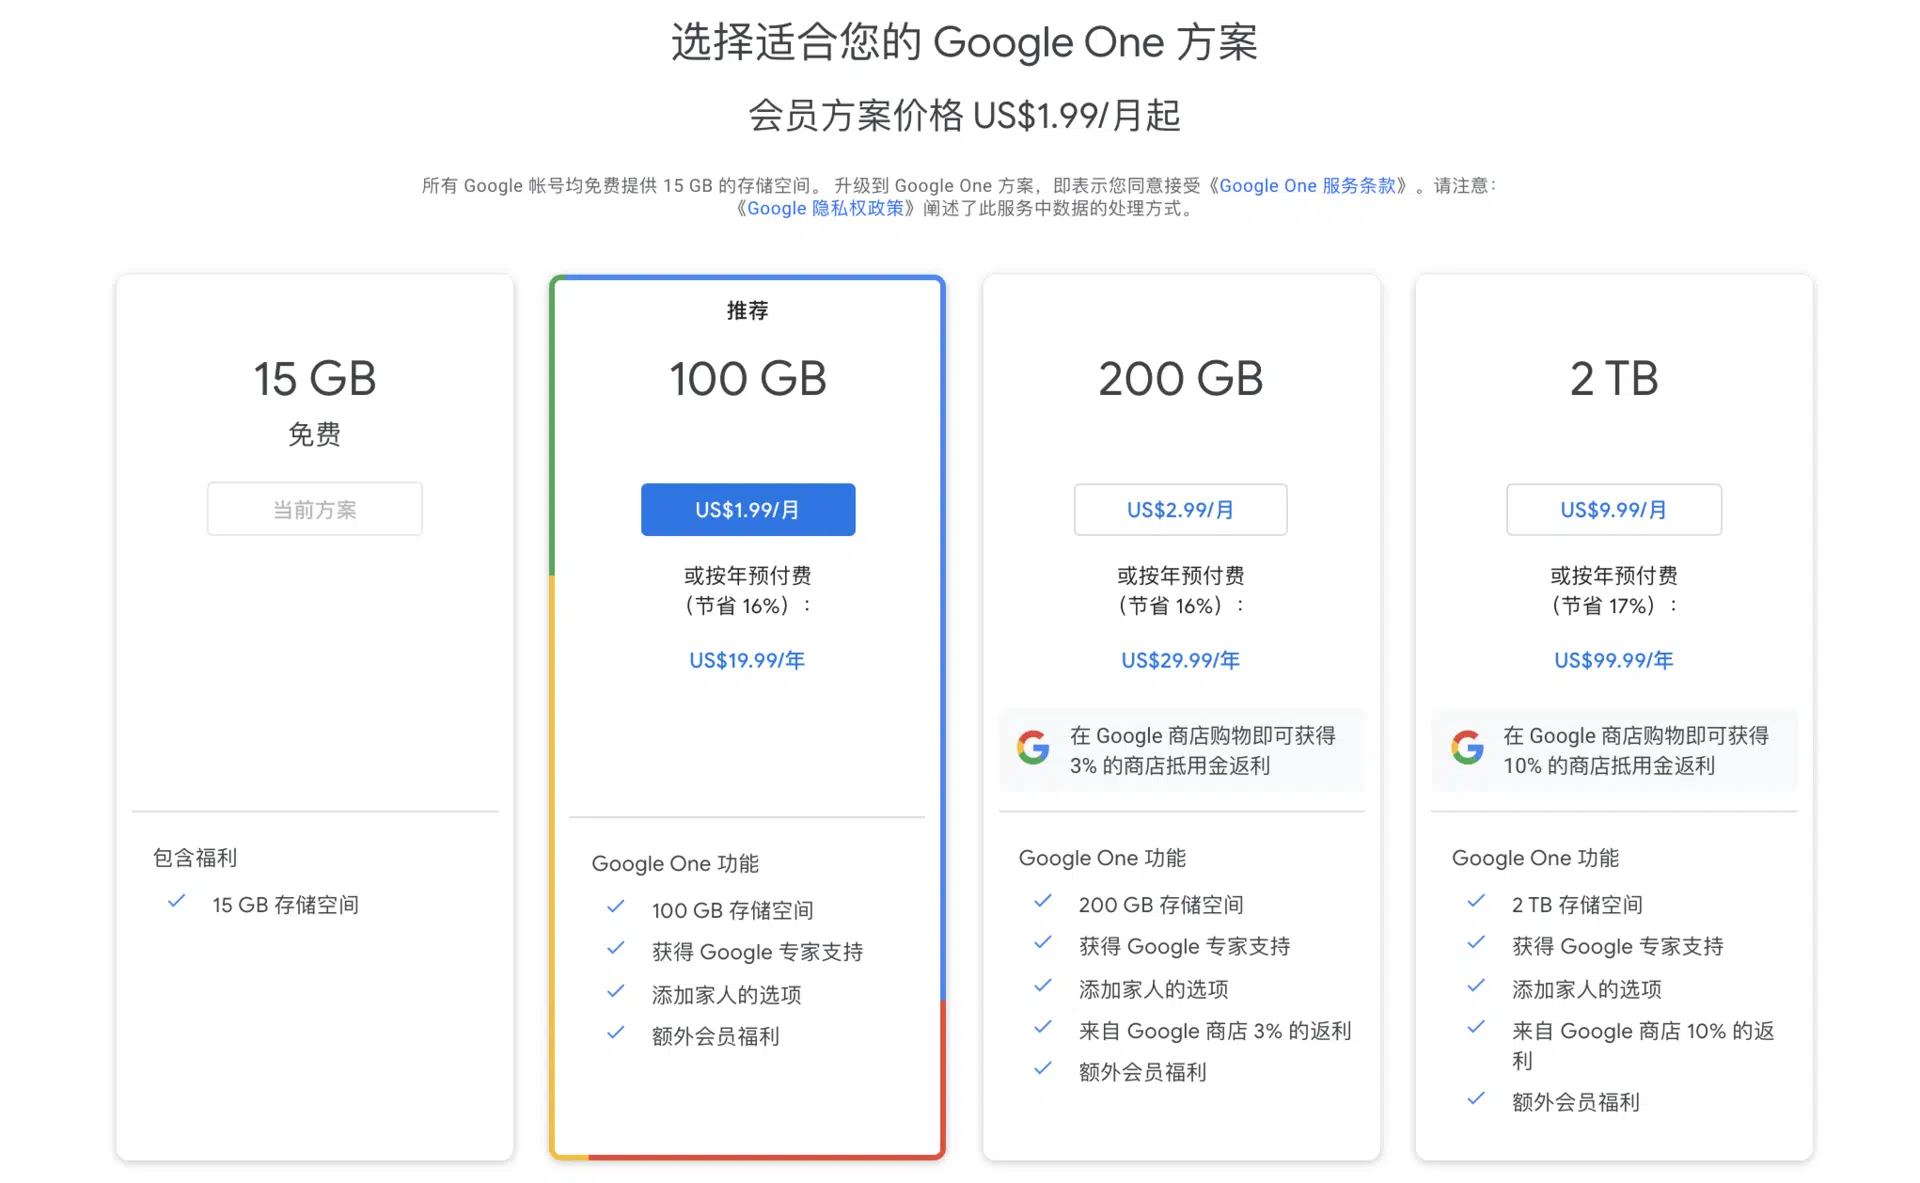 选择适合您的 Google One 方案
会员方案价格 US$1.99/月起
所有 Google 帐号均免费提供 15 GB 的存储空间。 升级到 Google One 方案，即表示您同意接受《Google One 服务条款》。请注意：
《Google 隐私权政策》阐述了此服务中数据的处理方式。
15 GB
免费
当前方案
包含福利
15 GB 存储空间
推荐
100 GB
US$1.99/月
或按年预付费
（节省 16%）：
US$19.99/年
Google One 功能
100 GB 存储空间
获得 Google 专家支持
添加家人的选项
额外会员福利
200 GB
US$2.99/月
或按年预付费
（节省 16%）：
US$29.99/年
在 Google 商店购物即可获得
3% 的商店抵用金返利
Google One 功能
200 GB 存储空间
获得 Google 专家支持
添加家人的选项
来自 Google 商店 3% 的返利
额外会员福利
2 TB
US$9.99/月
或按年预付费
（节省 17%）：
US$99.99/年
在 Google 商店购物即可获得
10% 的商店抵用金返利
Google One 功能
2 TB 存储空间
获得 Google 专家支持
添加家人的选项
来自 Google 商店 10% 的返
利
额外会员福利